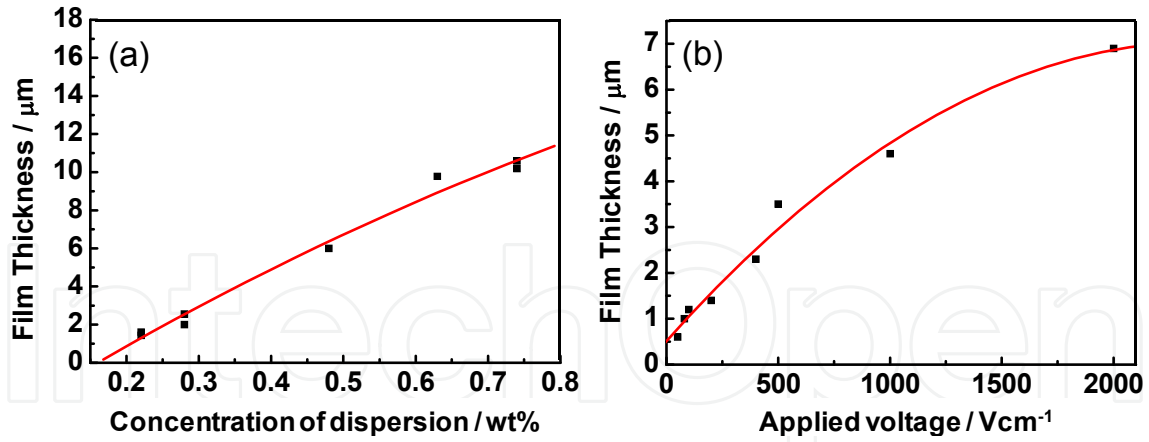 (a)
Film Thickness / μm
18
16
14
12
10
8
6
4
2
0
0.2 0.3 0.4 0.5 0.6 0.7 0.8
Concentration of dispersion / wt%
(b)
Film Thickness / μm
7
6
5
4
3
2
1
0
0 500 1000 1500 2000
Applied voltage / Vcm⁻¹
IntechOpen